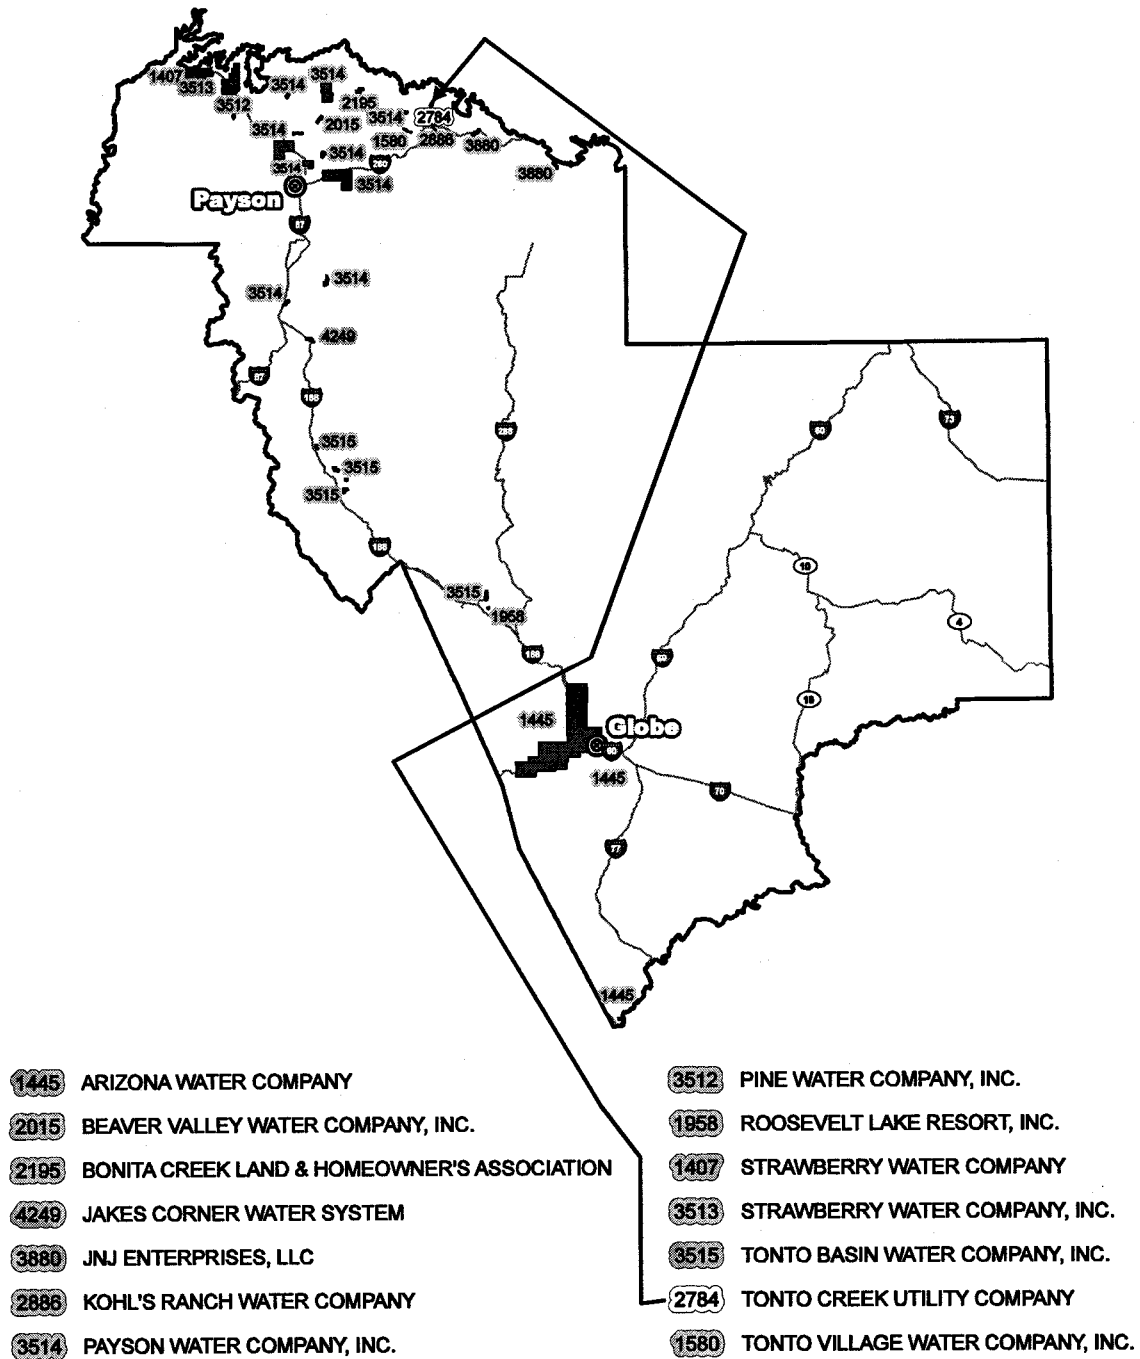 1407
3513
3514
3514
3512
2195
3514
2784
2015
3514
1580
2886
3880
3514
3514
260
3880
3514
Payson
87
3514
3514
4249
87
188
60
73
288
3515
3515
3515
188
10
3515
1958
4
188
60
1445
Globe
60
1445
70
77
1445
1445 ARIZONA WATER COMPANY
2015 BEAVER VALLEY WATER COMPANY, INC.
2195 BONITA CREEK LAND & HOMEOWNER'S ASSOCIATION
4249 JAKES CORNER WATER SYSTEM
3880 JNJ ENTERPRISES, LLC
2886 KOHL'S RANCH WATER COMPANY
3514 PAYSON WATER COMPANY, INC.
3512 PINE WATER COMPANY, INC.
1958 ROOSEVELT LAKE RESORT, INC.
1407 STRAWBERRY WATER COMPANY
3513 STRAWBERRY WATER COMPANY, INC.
3515 TONTO BASIN WATER COMPANY, INC.
2784 TONTO CREEK UTILITY COMPANY
1580 TONTO VILLAGE WATER COMPANY, INC.